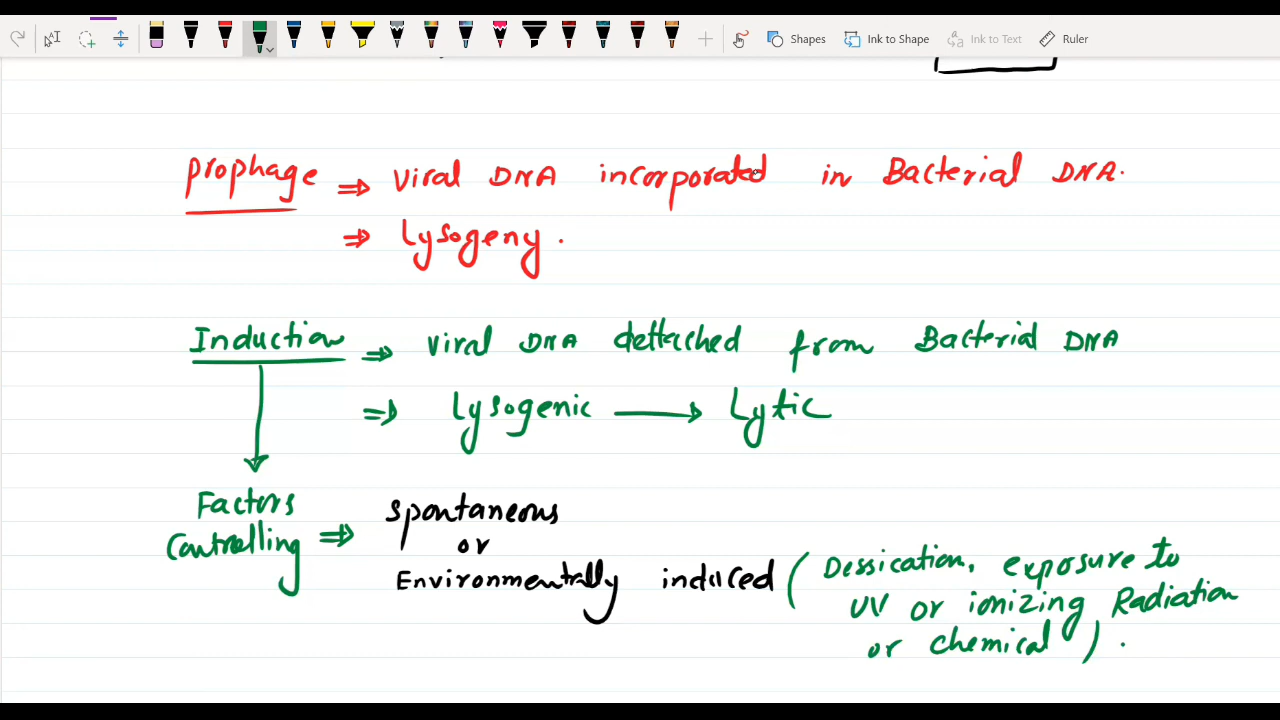 Shapes Ink to Shape Ink to Text Ruler
prophage ⇒ viral DNA incorporated in Bacterial DNA.
⇒ Lysogeny.
Induction ⇒ viral DNA dettached from Bacterial DNA
⇒ Lysogenic → Lytic
Factors
Controlling ⇒ spontaneous
or
Environmentally induced (Dessication, exposure to
UV or ionizing Radiation
or chemical).